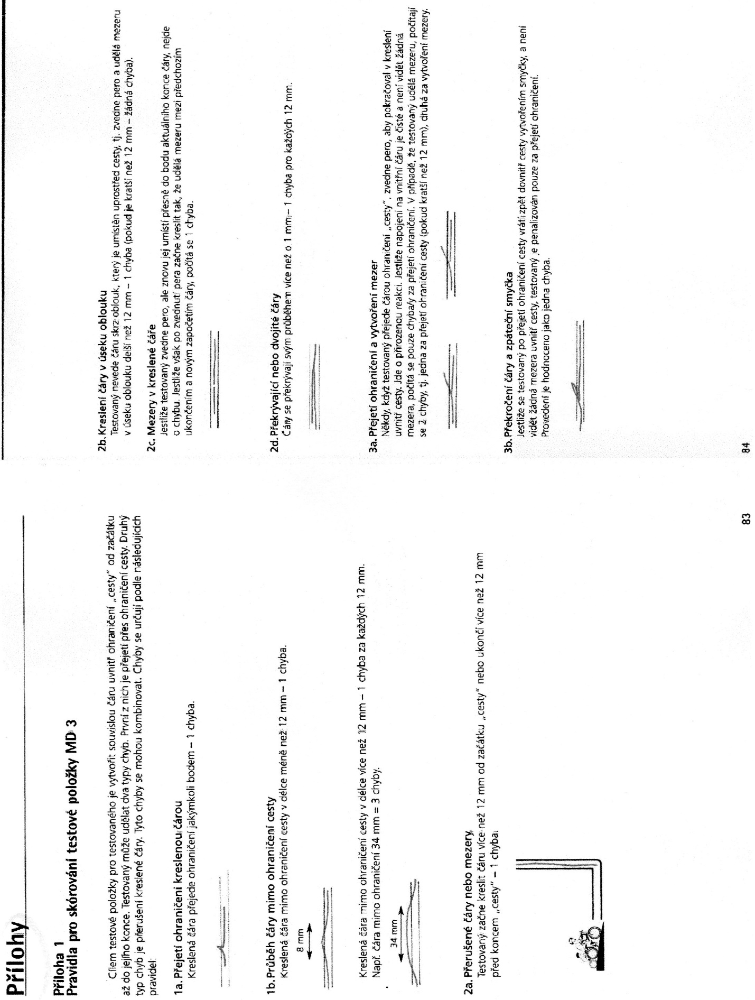 Přílohy
Příloha 1
Pravidla pro skórování testové položky MD 3
Cílem testové položky pro testovaného je vytvořit souvislou čáru uvnitř ohraničení „cesty“ od začátku
až do jejího konce. Testovaný může udělat dva typy chyb. První z nich je přejetí přes ohraničení cesty. Druhý
typ chyb je přerušení kreslené čáry. Tyto chyby se mohou kombinovat. Chyby se určují podle následujících
pravidel:
1a. Přejetí ohraničení kreslenou čárou
Kreslená čára přejede ohraničení jakýmkoli bodem – 1 chyba.
1b. Průběh čáry mimo ohraničení cesty
Kreslená čára mimo ohraničení cesty v délce méně než 12 mm – 1 chyba.
8 mm
Kreslená čára mimo ohraničení cesty v délce více než 12 mm – 1 chyba za každých 12 mm.
Např. čára mimo ohraničení 34 mm = 3 chyby.
34 mm
2a. Přerušené čáry nebo mezery
Testovaný začne kreslit čáru více než 12 mm od začátku „cesty“ nebo ukončí více než 12 mm
před koncem „cesty“ – 1 chyba.
83
2b. Kreslení čáry v úseku oblouku
Testovaný nevede čáru skrz oblouk, který je umístěn uprostřed cesty, tj. zvedne pero a udělá mezeru
v úseku oblouku delší než 12 mm – 1 chyba (pokud je kratší než 12 mm – žádná chyba).
2c. Mezery v kreslené čáře
Jestliže testovaný zvedne pero, ale znovu jej umístí přesně do bodu aktuálního konce čáry, nejde
o chybu. Jestliže však po zvednutí pera začne kreslit tak, že udělá mezeru mezi předchozím
ukončením a novým započetím čáry, počítá se 1 chyba.
2d. Překrývající nebo dvojité čáry
Čáry se překrývají svým průběhem více než o 1 mm – 1 chyba pro každých 12 mm.
3a. Přejetí ohraničení a vytvoření mezer
Někdy, když testovaný přejede čárou ohraničení „cesty“, zvedne pero, aby pokračoval v kreslení
uvnitř cesty. Jde o přirozenou reakci. Jestliže napojení na vnitřní čáru je čisté a není vidět žádná
mezera, počítá se pouze chyba/y za přejetí ohraničení. V případě, že testovaný udělá mezeru, počítají
se 2 chyby, tj. jedna za přejetí ohraničení cesty (pokud kratší než 12 mm), druhá za vytvoření mezery.
3b. Překročení čáry a zpáteční smyčka
Jestliže se testovaný po přejetí ohraničení cesty vrátí zpět dovnitř cesty vytvořením smyčky, a není
vidět žádná mezera uvnitř cesty, testovaný je penalizován pouze za přejetí ohraničení.
Provedení je hodnoceno jako jedna chyba.
84